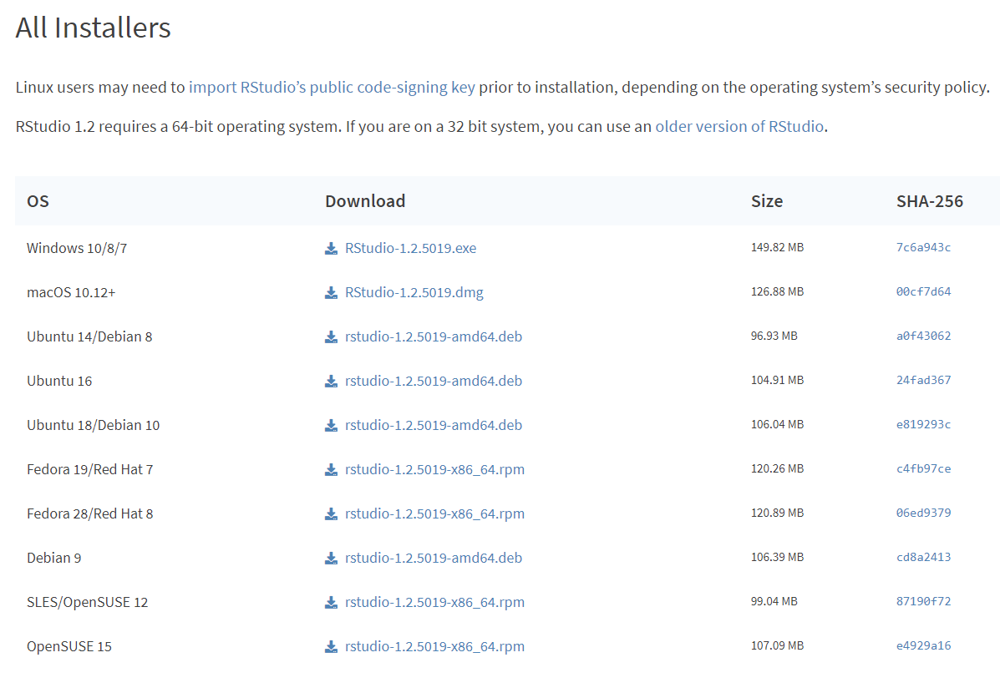 All Installers
Linux users may need to import RStudio’s public code-signing key prior to installation, depending on the operating system’s security policy.
RStudio 1.2 requires a 64-bit operating system. If you are on a 32 bit system, you can use an older version of RStudio.
OS Download Size SHA-256
Windows 10/8/7 RStudio-1.2.5019.exe 149.82 MB 7c6a943c
macOS 10.12+ RStudio-1.2.5019.dmg 126.88 MB 00cf7d64
Ubuntu 14/Debian 8 rstudio-1.2.5019-amd64.deb 96.93 MB a0f43062
Ubuntu 16 rstudio-1.2.5019-amd64.deb 104.91 MB 24fad367
Ubuntu 18/Debian 10 rstudio-1.2.5019-amd64.deb 106.04 MB e819293c
Fedora 19/Red Hat 7 rstudio-1.2.5019-x86_64.rpm 120.26 MB c4fb97ce
Fedora 28/Red Hat 8 rstudio-1.2.5019-x86_64.rpm 120.89 MB 06ed9379
Debian 9 rstudio-1.2.5019-amd64.deb 106.39 MB cd8a2413
SLES/OpenSUSE 12 rstudio-1.2.5019-x86_64.rpm 99.04 MB 87190f72
OpenSUSE 15 rstudio-1.2.5019-x86_64.rpm 107.09 MB e4929a16